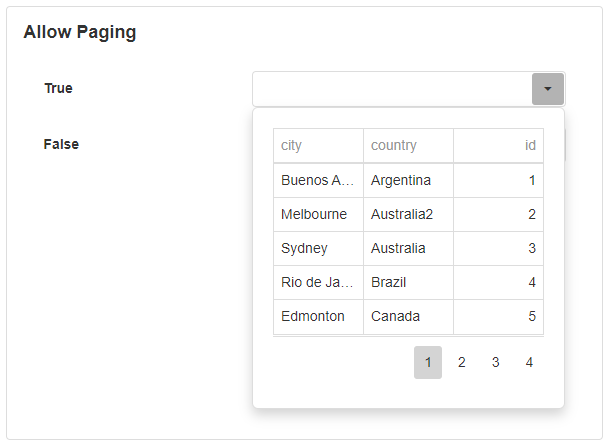 Allow Paging
True
False
city country id
Buenos A... Argentina 1
Melbourne Australia2 2
Sydney Australia 3
Rio de Ja... Brazil 4
Edmonton Canada 5
1 2 3 4